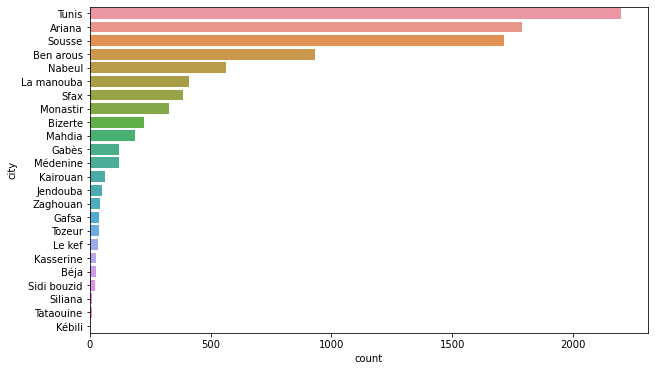 Tunis
Ariana
Sousse
Ben arous
Nabeul
La manouba
Sfax
Monastir
Bizerte
Mahdia
Gabès
Médenine
Kairouan
Jendouba
Zaghouan
Gafsa
Tozeur
Le kef
Kasserine
Béja
Sidi bouzid
Siliana
Tataouine
Kébili
city
0 500 1000 1500 2000
count